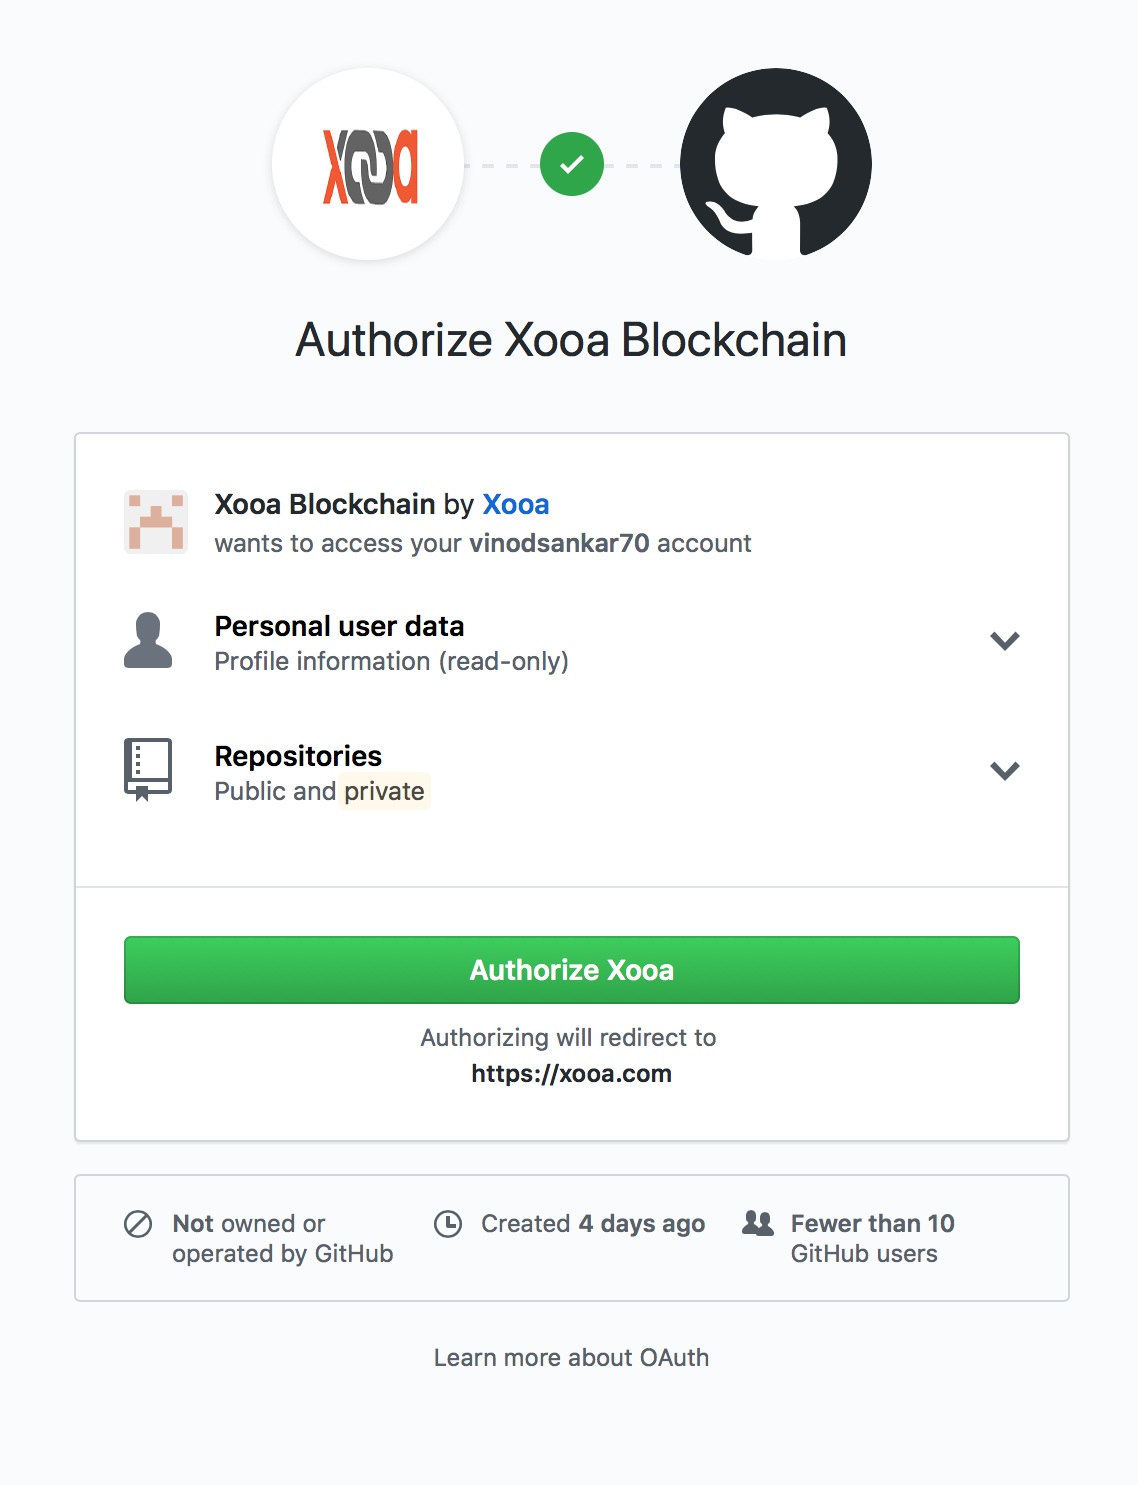 xooa
Authorize Xooa Blockchain
Xooa Blockchain by Xooa
wants to access your vinodsankar70 account
Personal user data
Profile information (read-only)
Repositories
Public and private
Authorize Xooa
Authorizing will redirect to
https://xooa.com
Not owned or
operated by GitHub
Created 4 days ago
Fewer than 10
GitHub users
Learn more about OAuth